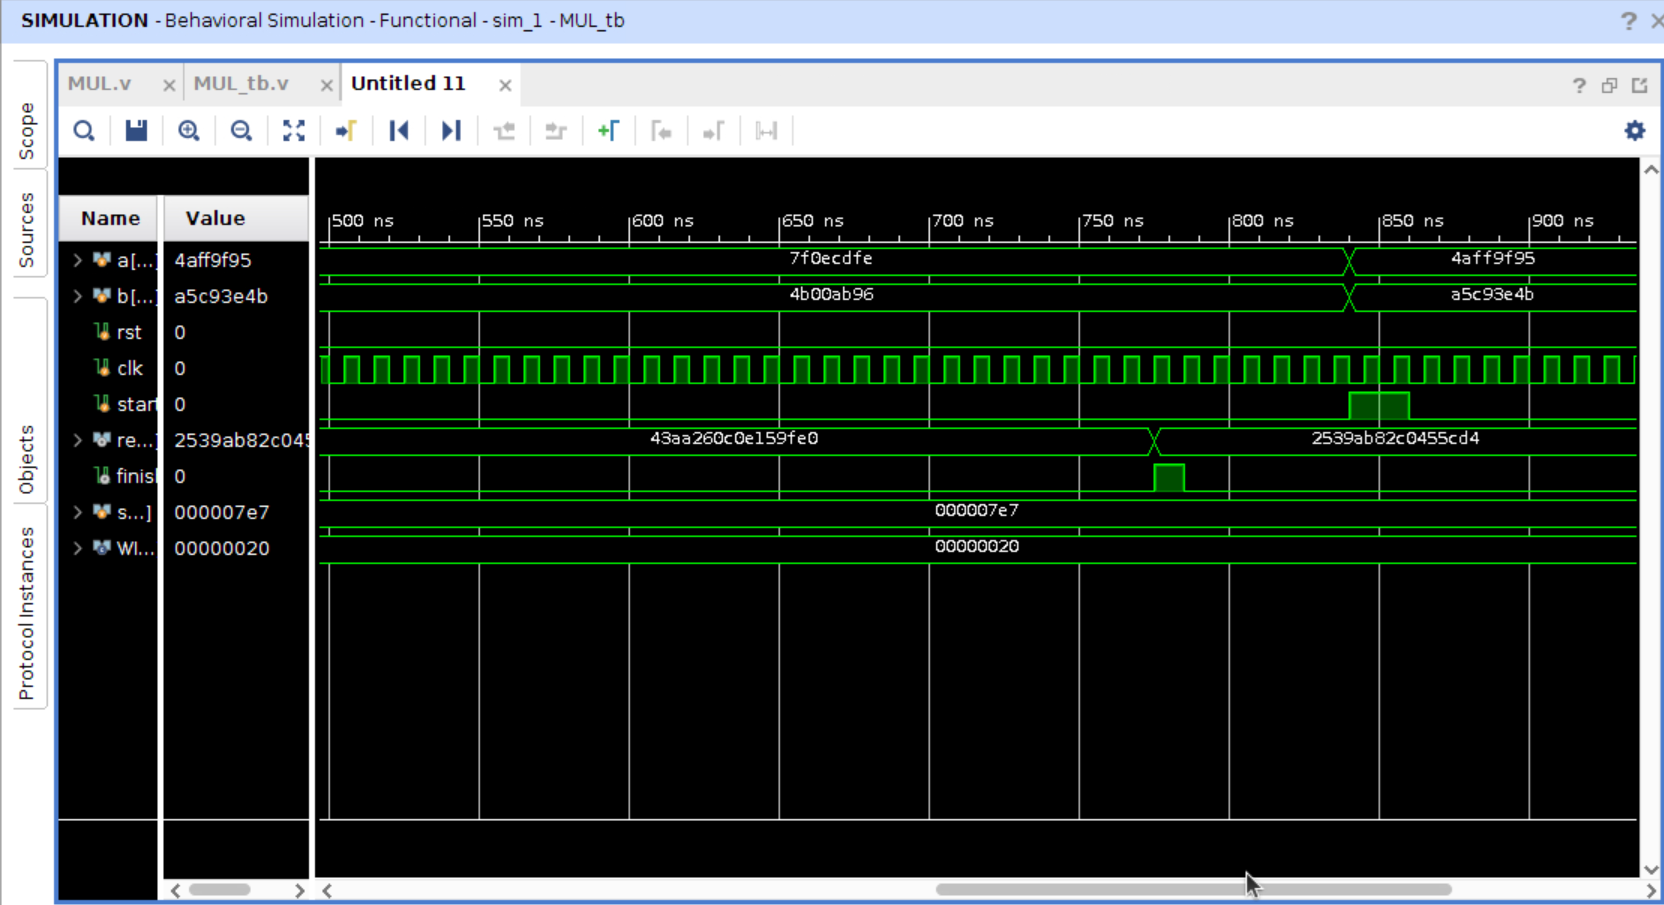 SIMULATION - Behavioral Simulation - Functional - sim_1 - MUL_tb
MUL.v MUL_tb.v Untitled 11
Scope
Sources
Objects
Protocol Instances
Name Value
500 ns 550 ns 600 ns 650 ns 700 ns 750 ns 800 ns 850 ns 900 ns
a[...] 4aff9f95 7f0ecdfe 4aff9f95
b[...] a5c93e4b 4b00ab96 a5c93e4b
rst 0
clk 0
start 0
re...] 2539ab82c045 43aa260c0e159fe0 2539ab82c0455cd4
finish 0
s...] 000007e7 000007e7
WI... 00000020 00000020